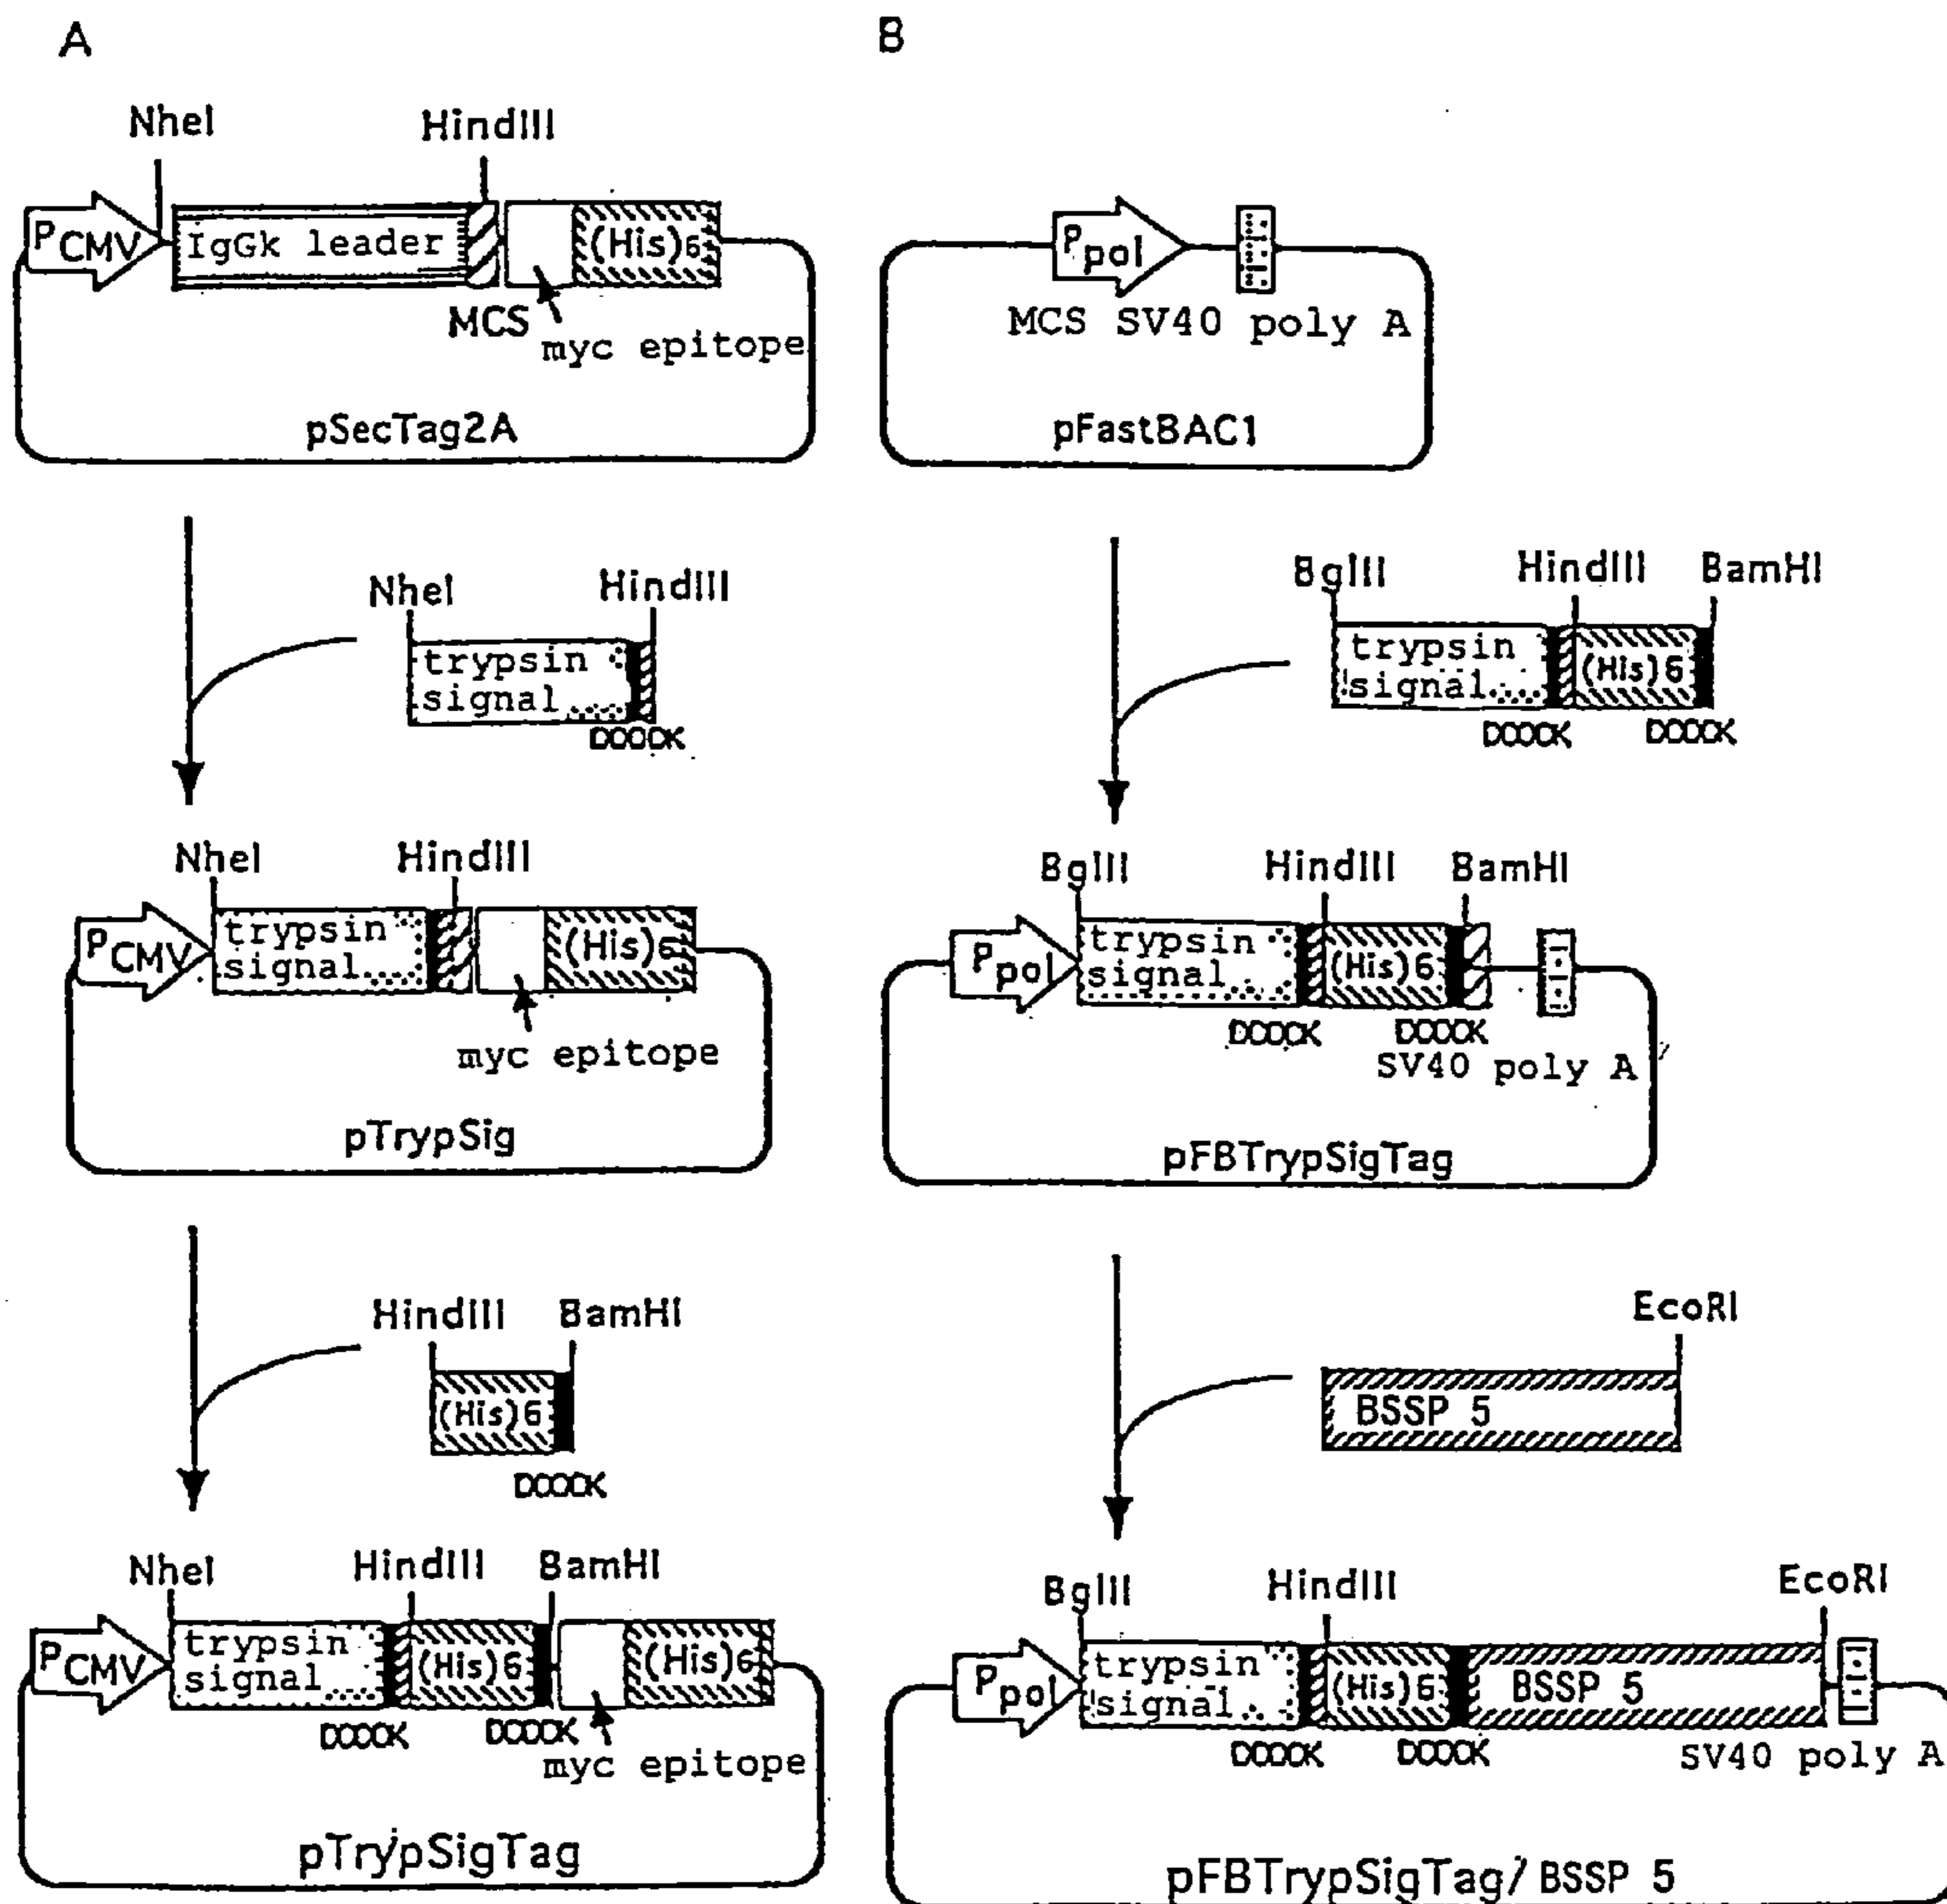 A
NheI HindIII
PCMV IgGk leader (His)6
MCS
myc epitope
pSecTag2A
NheI HindIII
trypsin
signal
DDDDK
NheI HindIII
PCMV trypsin (His)6
signal
myc epitope
pTrypSig
HindIII BamHI
(His)6
DDDDK
NheI HindIII BamHI
PCMV trypsin (His)6 (His)6
signal
DDDDK DDDDK
myc epitope
pTrypSigTag
B
Ppol
MCS SV40 poly A
pFastBAC1
BglII HindIII BamHI
trypsin (His)6
signal
DDDDK DDDDK
BglII HindIII BamHI
Ppol trypsin (His)6
signal
DDDDK DDDDK
SV40 poly A
pFBTrypSigTag
EcoRI
BSSP 5
BglII HindIII EcoRI
Ppol trypsin (His)6 BSSP 5
signal
DDDDK DDDDK
SV40 poly A
pFBTrypSigTag/ BSSP 5